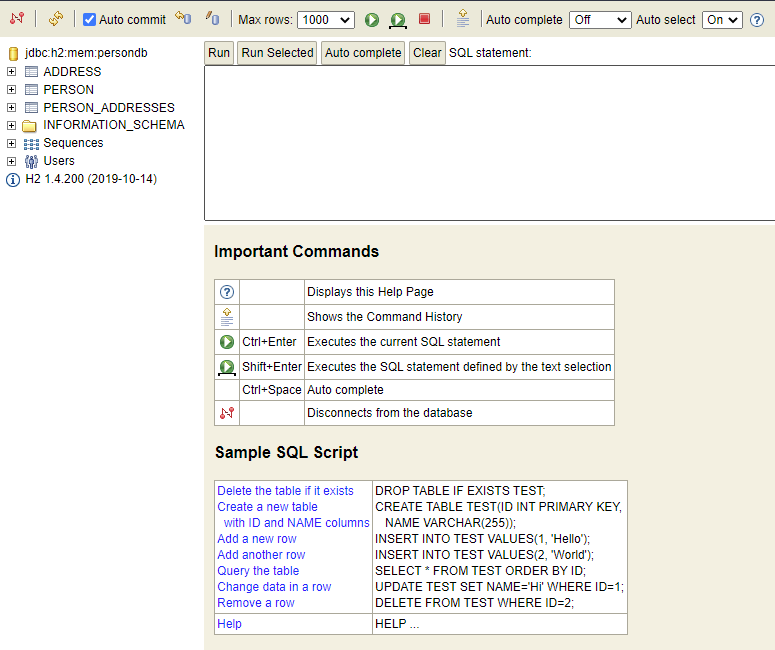 Auto commit Max rows: 1000 Auto complete Off Auto select On ?
jdbc:h2:mem:persondb
ADDRESS
PERSON
PERSON_ADDRESSES
INFORMATION_SCHEMA
Sequences
Users
H2 1.4.200 (2019-10-14)
Run Run Selected Auto complete Clear SQL statement:
Important Commands
? Displays this Help Page
Shows the Command History
Ctrl+Enter Executes the current SQL statement
Shift+Enter Executes the SQL statement defined by the text selection
Ctrl+Space Auto complete
Disconnects from the database
Sample SQL Script
Delete the table if it exists DROP TABLE IF EXISTS TEST;
Create a new table CREATE TABLE TEST(ID INT PRIMARY KEY,
with ID and NAME columns NAME VARCHAR(255));
Add a new row INSERT INTO TEST VALUES(1, 'Hello');
Add another row INSERT INTO TEST VALUES(2, 'World');
Query the table SELECT * FROM TEST ORDER BY ID;
Change data in a row UPDATE TEST SET NAME='Hi' WHERE ID=1;
Remove a row DELETE FROM TEST WHERE ID=2;
Help HELP ...